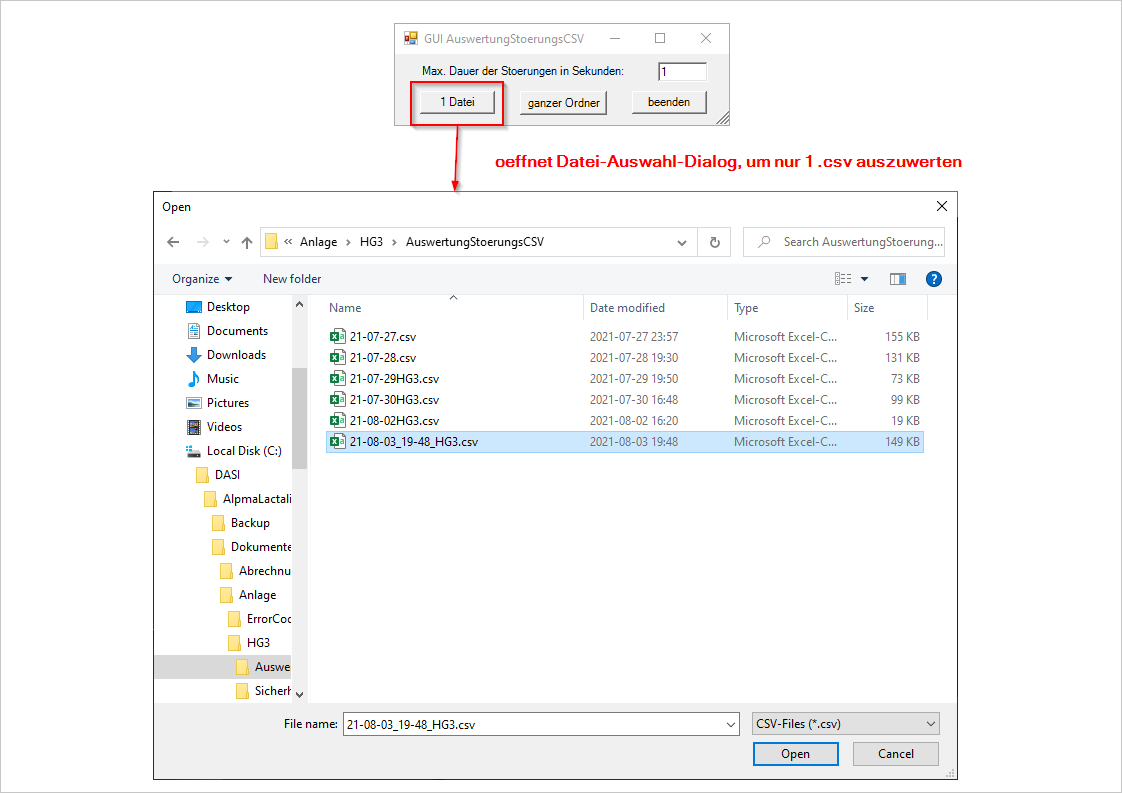 GUI AuswertungStoerungsCSV
Max. Dauer der Stoerungen in Sekunden: 1
1 Datei ganzer Ordner beenden
oeffnet Datei-Auswahl-Dialog, um nur 1 .csv auszuwerten
Open
« Anlage › HG3 › AuswertungStoerungsCSV Search AuswertungStoerung...
Organize New folder ?
Name Date modified Type Size
21-07-27.csv 2021-07-27 23:57 Microsoft Excel-C... 155 KB
21-07-28.csv 2021-07-28 19:30 Microsoft Excel-C... 131 KB
21-07-29HG3.csv 2021-07-29 19:50 Microsoft Excel-C... 73 KB
21-07-30HG3.csv 2021-07-30 16:48 Microsoft Excel-C... 99 KB
21-08-02HG3.csv 2021-08-02 16:20 Microsoft Excel-C... 19 KB
21-08-03_19-48_HG3.csv 2021-08-03 19:48 Microsoft Excel-C... 149 KB
Desktop
Documents
Downloads
Music
Pictures
Videos
Local Disk (C:)
DASI
AlpmaLactali
Backup
Dokumente
Abrechnu
Anlage
ErrorCod
HG3
Auswe
Sicherh
File name: 21-08-03_19-48_HG3.csv CSV-Files (*.csv)
Open Cancel